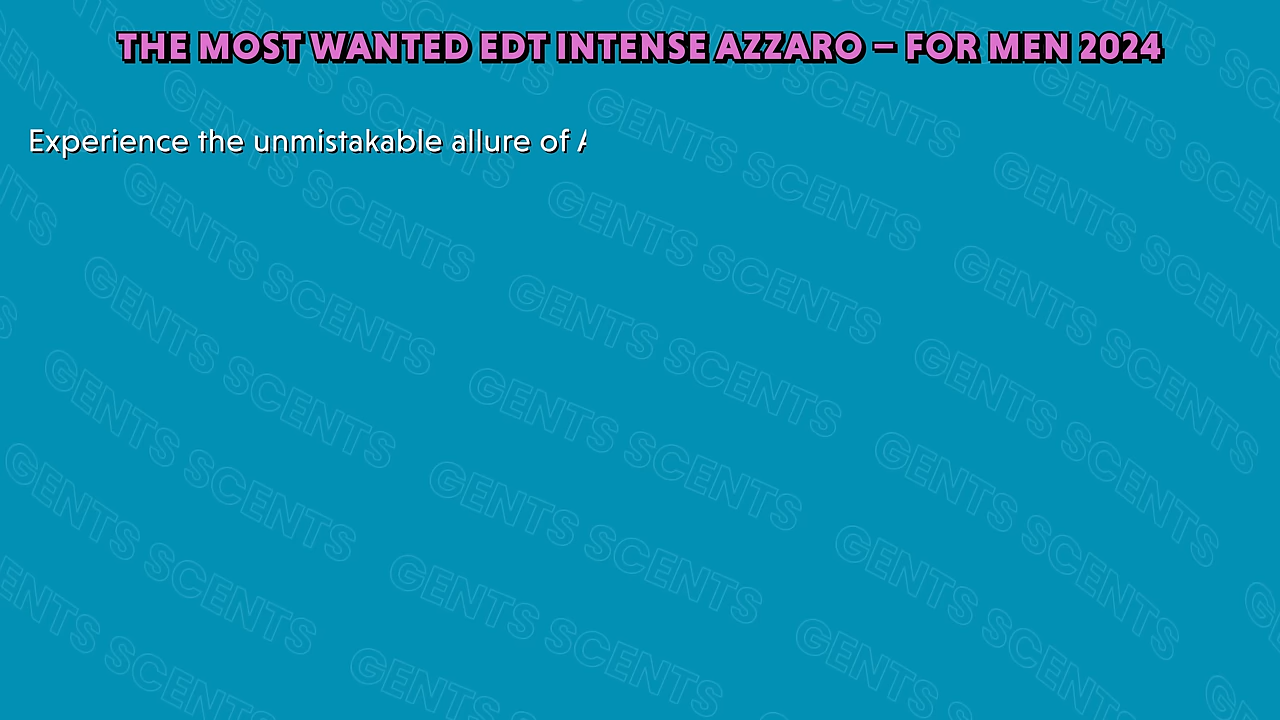 THE MOST WANTED EDT INTENSE AZZARO – FOR MEN 2024
Experience the unmistakable allure of
GENTS SCENTS